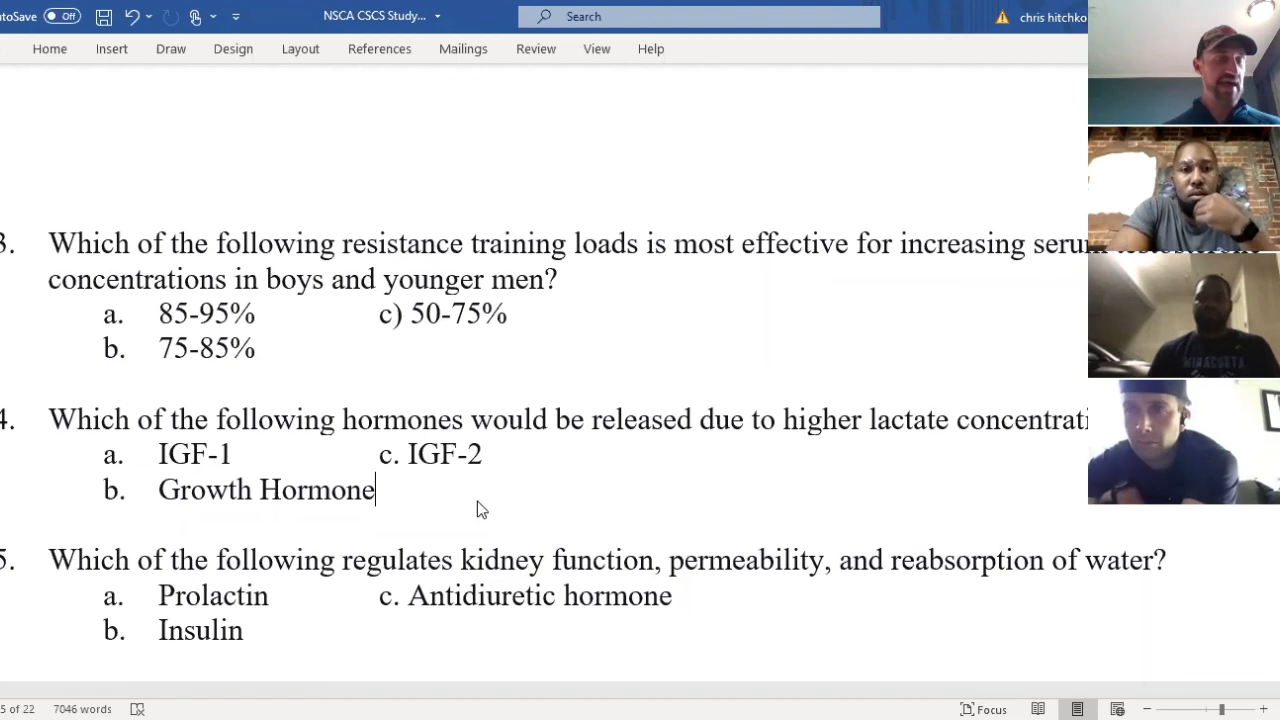 toSave Off NSCA CSCS Study... Search chris hitchko
Home Insert Draw Design Layout References Mailings Review View Help
3. Which of the following resistance training loads is most effective for increasing seru
concentrations in boys and younger men?
a. 85-95% c) 50-75%
b. 75-85%
4. Which of the following hormones would be released due to higher lactate concentrati
a. IGF-1 c. IGF-2
b. Growth Hormone
5. Which of the following regulates kidney function, permeability, and reabsorption of water?
a. Prolactin c. Antidiuretic hormone
b. Insulin
5 of 22 7046 words Focus